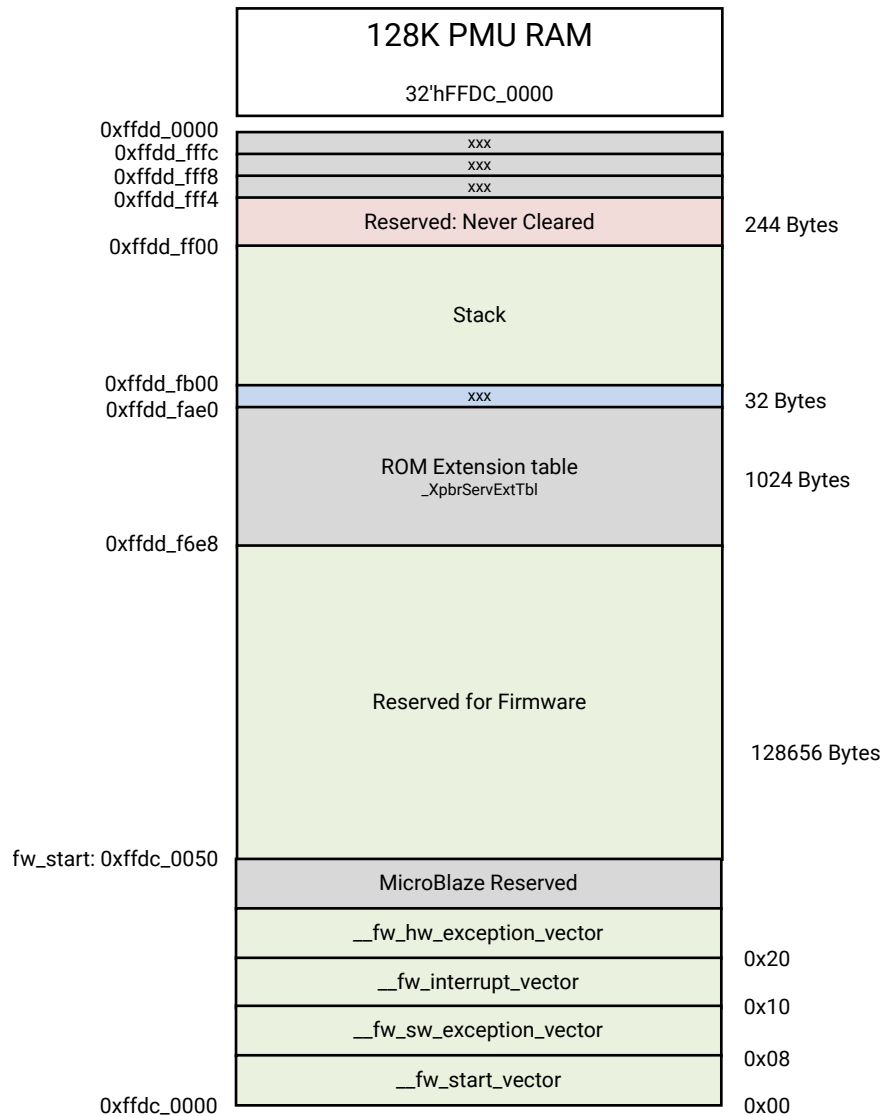 128K PMU RAM
32'hFFDC_0000
0xffdd_0000
xxx
0xffdd_fffc
xxx
0xffdd_fff8
xxx
0xffdd_fff4
Reserved: Never Cleared
244 Bytes
0xffdd_ff00
Stack
0xffdd_fb00
xxx
32 Bytes
0xffdd_fae0
ROM Extension table
_XpbrServExtTbl
1024 Bytes
0xffdd_f6e8
Reserved for Firmware
128656 Bytes
fw_start: 0xffdc_0050
MicroBlaze Reserved
__fw_hw_exception_vector
0x20
__fw_interrupt_vector
0x10
__fw_sw_exception_vector
0x08
__fw_start_vector
0xffdc_0000
0x00